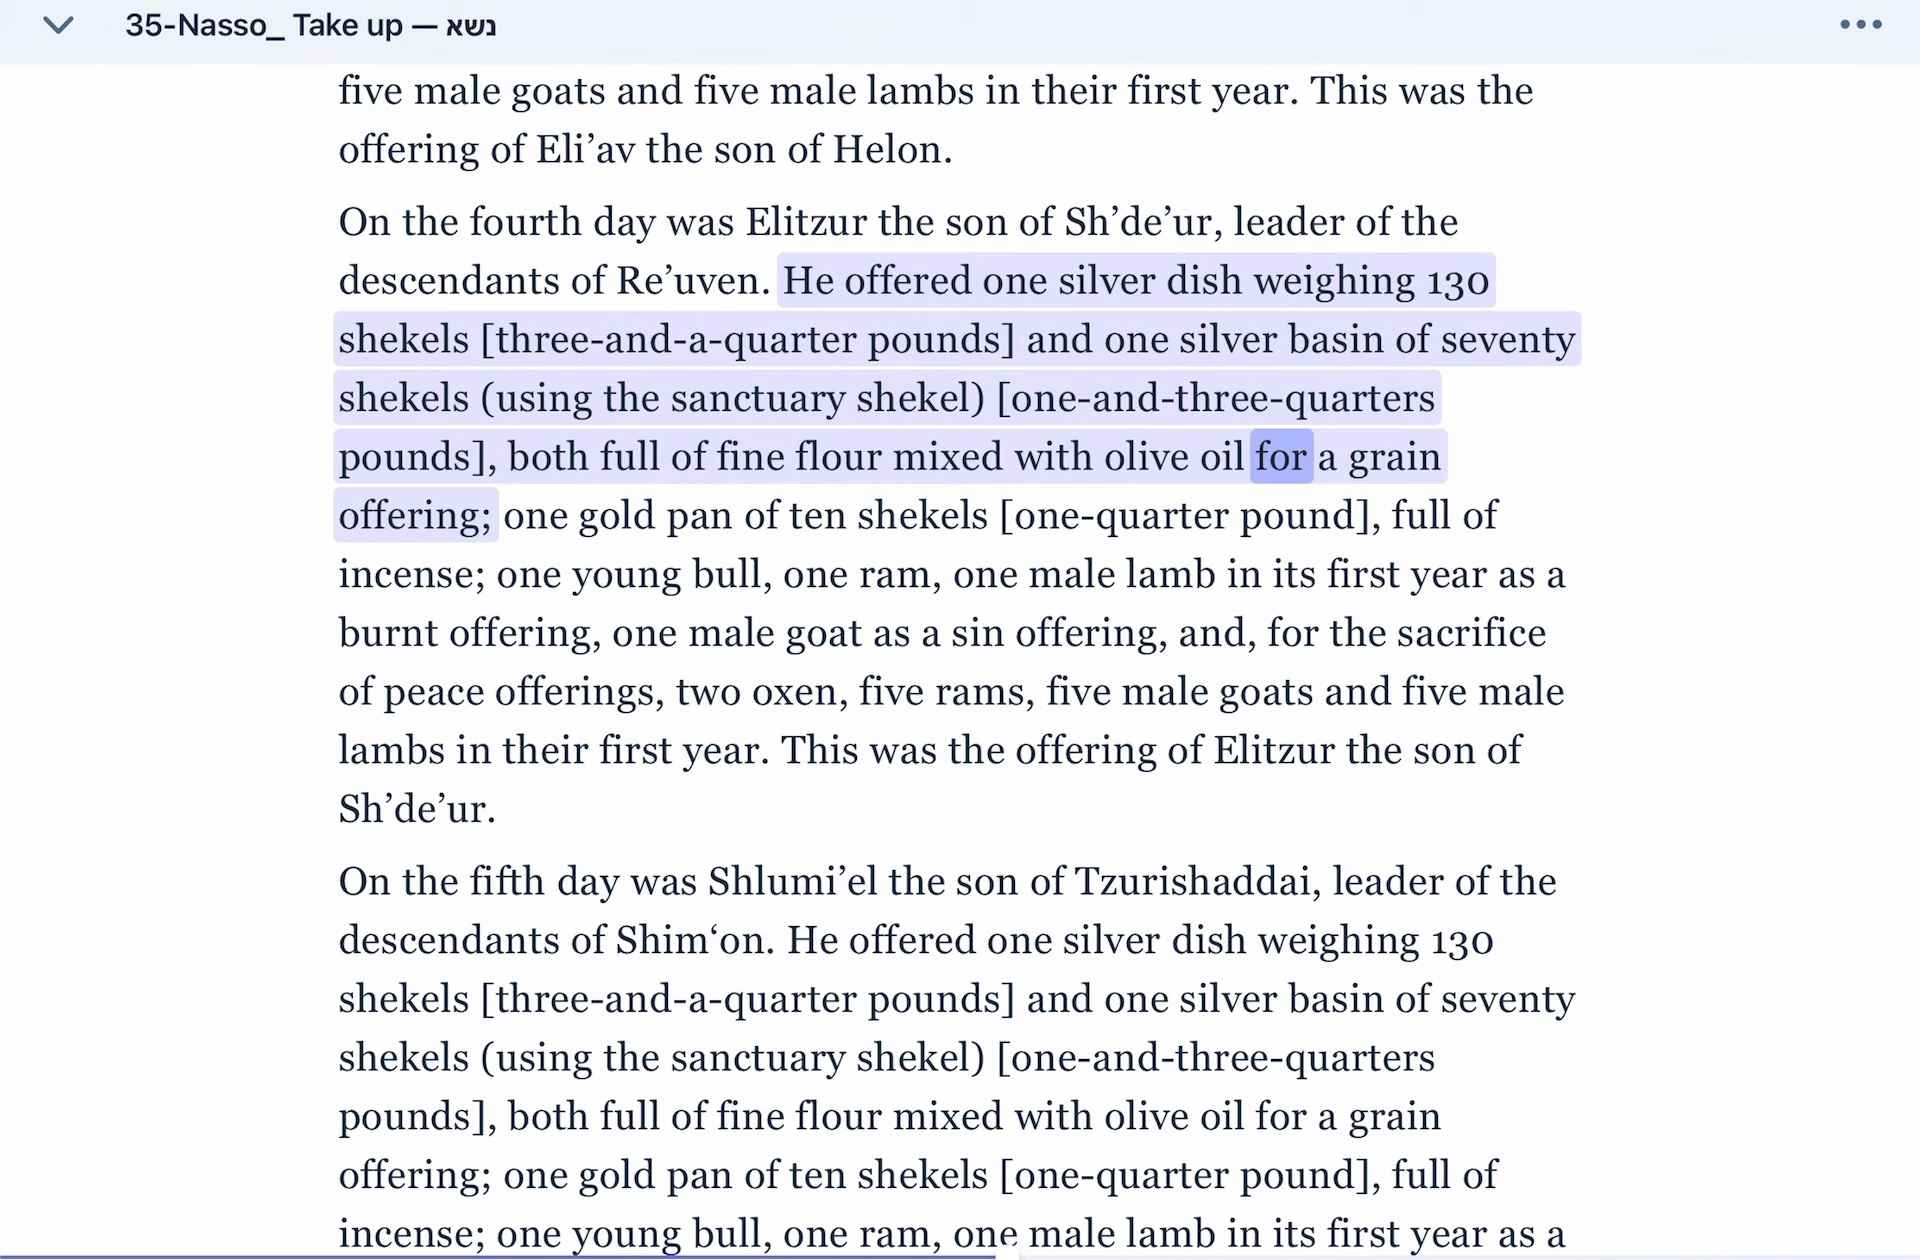 35-Nasso_ Take up — נשא
five male goats and five male lambs in their first year. This was the
offering of Eli’av the son of Helon.
On the fourth day was Elitzur the son of Sh’de’ur, leader of the
descendants of Re’uven. He offered one silver dish weighing 130
shekels [three-and-a-quarter pounds] and one silver basin of seventy
shekels (using the sanctuary shekel) [one-and-three-quarters
pounds], both full of fine flour mixed with olive oil for a grain
offering; one gold pan of ten shekels [one-quarter pound], full of
incense; one young bull, one ram, one male lamb in its first year as a
burnt offering, one male goat as a sin offering, and, for the sacrifice
of peace offerings, two oxen, five rams, five male goats and five male
lambs in their first year. This was the offering of Elitzur the son of
Sh’de’ur.
On the fifth day was Shlumi’el the son of Tzurishaddai, leader of the
descendants of Shim‘on. He offered one silver dish weighing 130
shekels [three-and-a-quarter pounds] and one silver basin of seventy
shekels (using the sanctuary shekel) [one-and-three-quarters
pounds], both full of fine flour mixed with olive oil for a grain
offering; one gold pan of ten shekels [one-quarter pound], full of
incense; one young bull, one ram, one male lamb in its first year as a